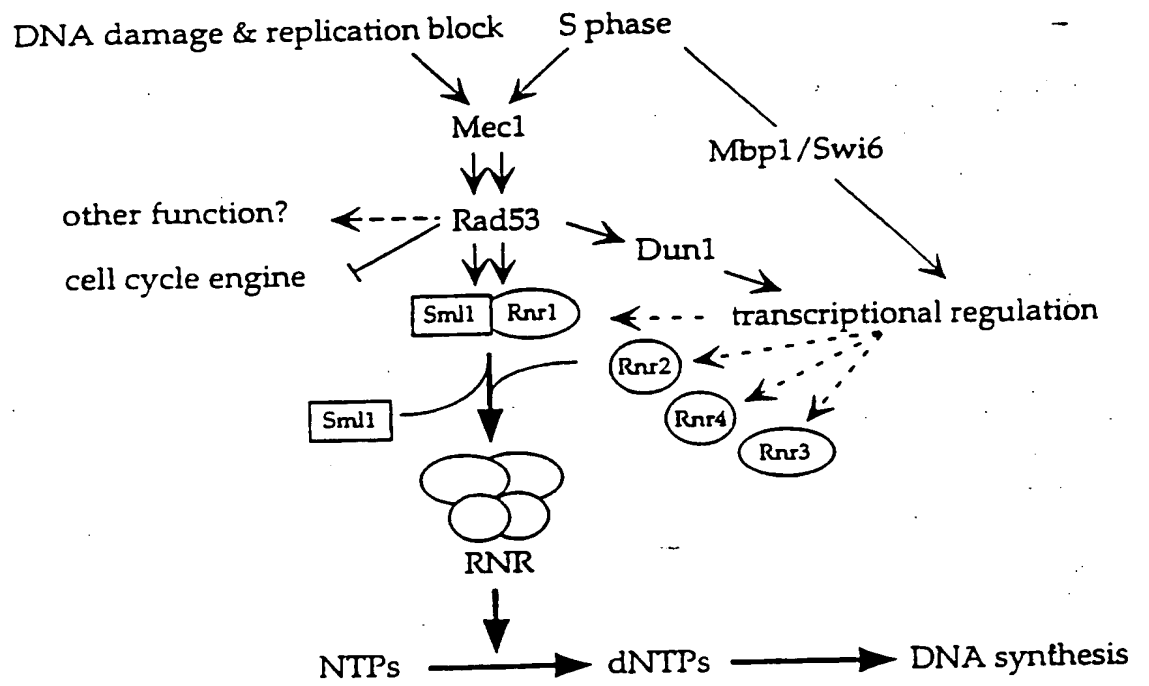 DNA damage & replication block
S phase
Mec1
Mbp1/Swi6
other function?
Rad53
Dun1
cell cycle engine
Sml1
Rnr1
transcriptional regulation
Rnr2
Sml1
Rnr4
Rnr3
RNR
NTPs
dNTPs
DNA synthesis